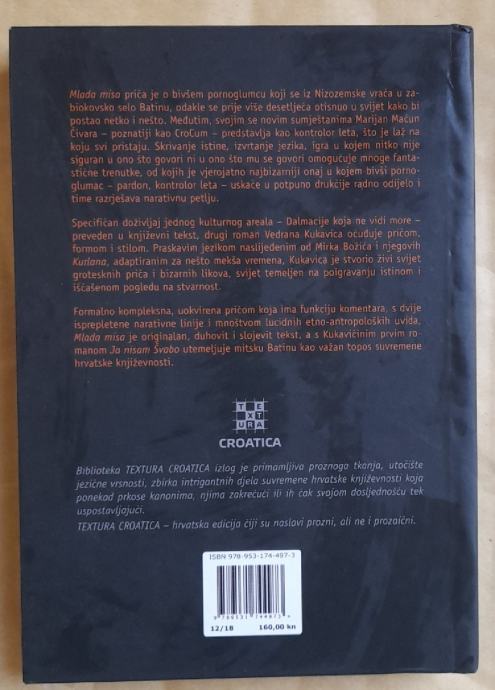 Mlada misa priča je o bivšem pornoglumcu koji se iz Nizozemske vraća u za-
biokovsko selo Batinu, odakle se prije više desetljeća otisnuo u svijet kako bi
postao netko i nešto. Međutim, svojim se novim sumještanima Marijan Maćun
Čivara – poznatiji kao CroCum – predstavlja kao kontrolor leta, što je laž na
koju svi pristaju. Skrivanje istine, izvrtanje jezika, igra u kojem nitko nije
siguran u ono što govori ni u ono što mu se govori omogućuje mnoge fanta-
stične trenutke, od kojih je vjerojatno najbizarniji onaj u kojem bivši porno-
glumac – pardon, kontrolor leta – uskače u potpuno drukčije radno odijelo i
time razrješava narativnu petlju.
Specifičan doživljaj jednog kulturnog areala – Dalmacije koja ne vidi more –
preveden u književni tekst, drugi roman Vedrana Kukavica očuđuje pričom,
formom i stilom. Praskavim jezikom naslijeđenim od Mirka Božića i njegovih
Kurlana, adaptiranim za nešto mekša vremena, Kukavica je stvorio živi svijet
grotesknih priča i bizarnih likova, svijet temeljen na poigravanju istinom i
iščašenom pogledu na stvarnost.
Formalno kompleksna, uokvirena pričom koja ima funkciju komentara, s dvije
isprepletene narativne linije i mnoštvom lucidnih etno-antropoloških uvida,
Mlada misa je originalan, duhovit i slojevit tekst, a s Kukavičinim prvim ro-
manom Ja nisam Švabo utemeljuje mitsku Batinu kao važan topos suvremene
hrvatske književnosti.
TEXTURA
CROATICA
Biblioteka TEXTURA CROATICA izlog je primamljiva proznoga tkanja, utočište
jezične vrsnosti, zbirka intrigantnih djela suvremene hrvatske književnosti koja
ponekad prkose kanonima, njima zakrećući ili ih čak svojom dosljednošću tek
uspostavljajući.
TEXTURA CROATICA – hrvatska edicija čiji su naslovi prozni, ali ne i prozaični.
ISBN 978-953-174-487-3
9 789531 744873 >
12/18 160,00 kn